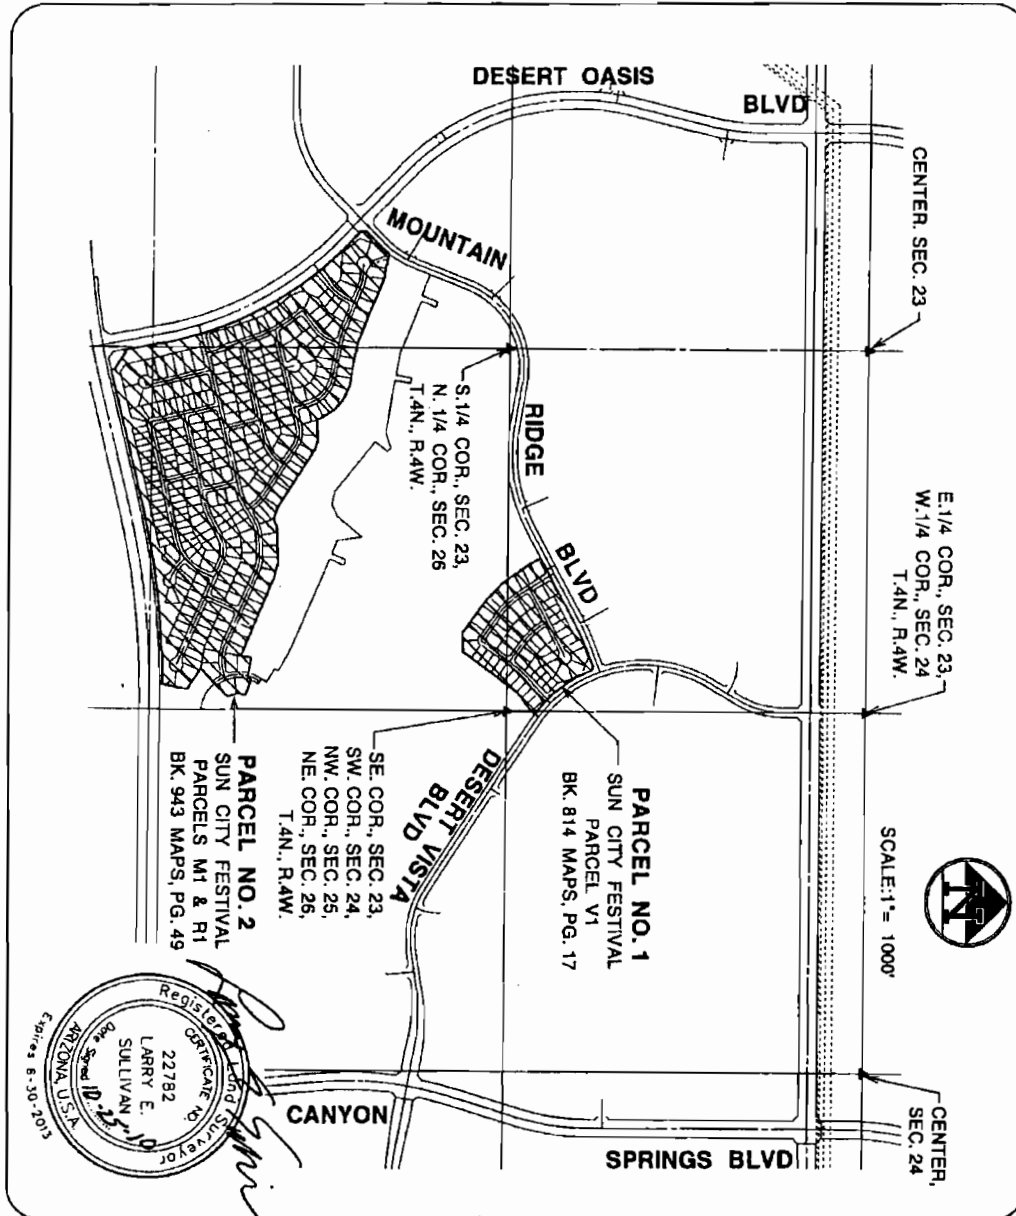 DESERT OASIS
BLVD
CENTER. SEC. 23
MOUNTAIN
RIDGE
BLVD
S. 1/4 COR., SEC. 23,
N. 1/4 COR., SEC. 26
T.4N., R.4W.
E.1/4 COR., SEC. 23,
W.1/4 COR., SEC. 24
T.4N., R.4W.
SCALE:1"= 1000'
N
PARCEL NO. 1
SUN CITY FESTIVAL
PARCEL V1
BK. 814 MAPS, PG. 17
DESERT VISTA
BLVD
SE. COR., SEC. 23,
SW. COR., SEC. 24,
NW. COR., SEC. 25,
NE. COR., SEC. 26,
T.4N., R.4W.
PARCEL NO. 2
SUN CITY FESTIVAL
PARCELS M1 & R1
BK. 943 MAPS, PG. 49
CENTER,
SEC. 24
CANYON
SPRINGS BLVD
Registered Land Surveyor
CERTIFICATE NO.
22782
LARRY E.
SULLIVAN
Date Signed 10-25-10
ARIZONA, U.S.A.
Expires 6-30-2013